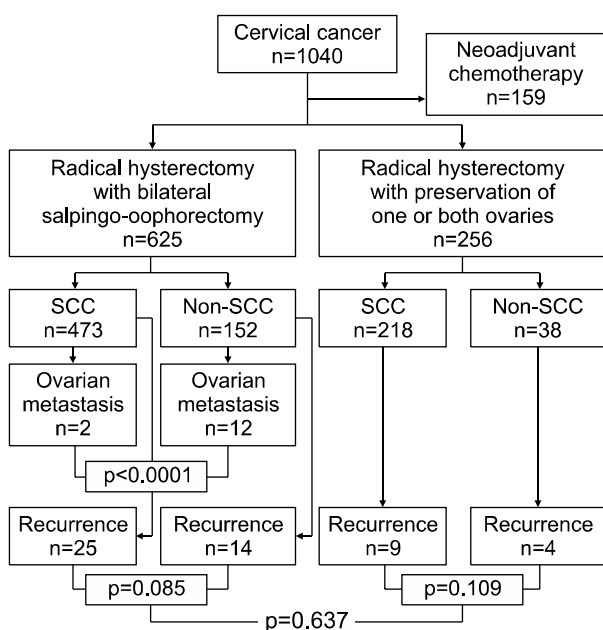 Cervical cancer
n=1040
Neoadjuvant
chemotherapy
n=159
Radical hysterectomy
with bilateral
salpingo-oophorectomy
n=625
Radical hysterectomy
with preservation of
one or both ovaries
n=256
SCC
n=473
Non-SCC
n=152
SCC
n=218
Non-SCC
n=38
Ovarian
metastasis
n=2
Ovarian
metastasis
n=12
p<0.0001
Recurrence
n=25
Recurrence
n=14
Recurrence
n=9
Recurrence
n=4
p=0.085
p=0.109
p=0.637